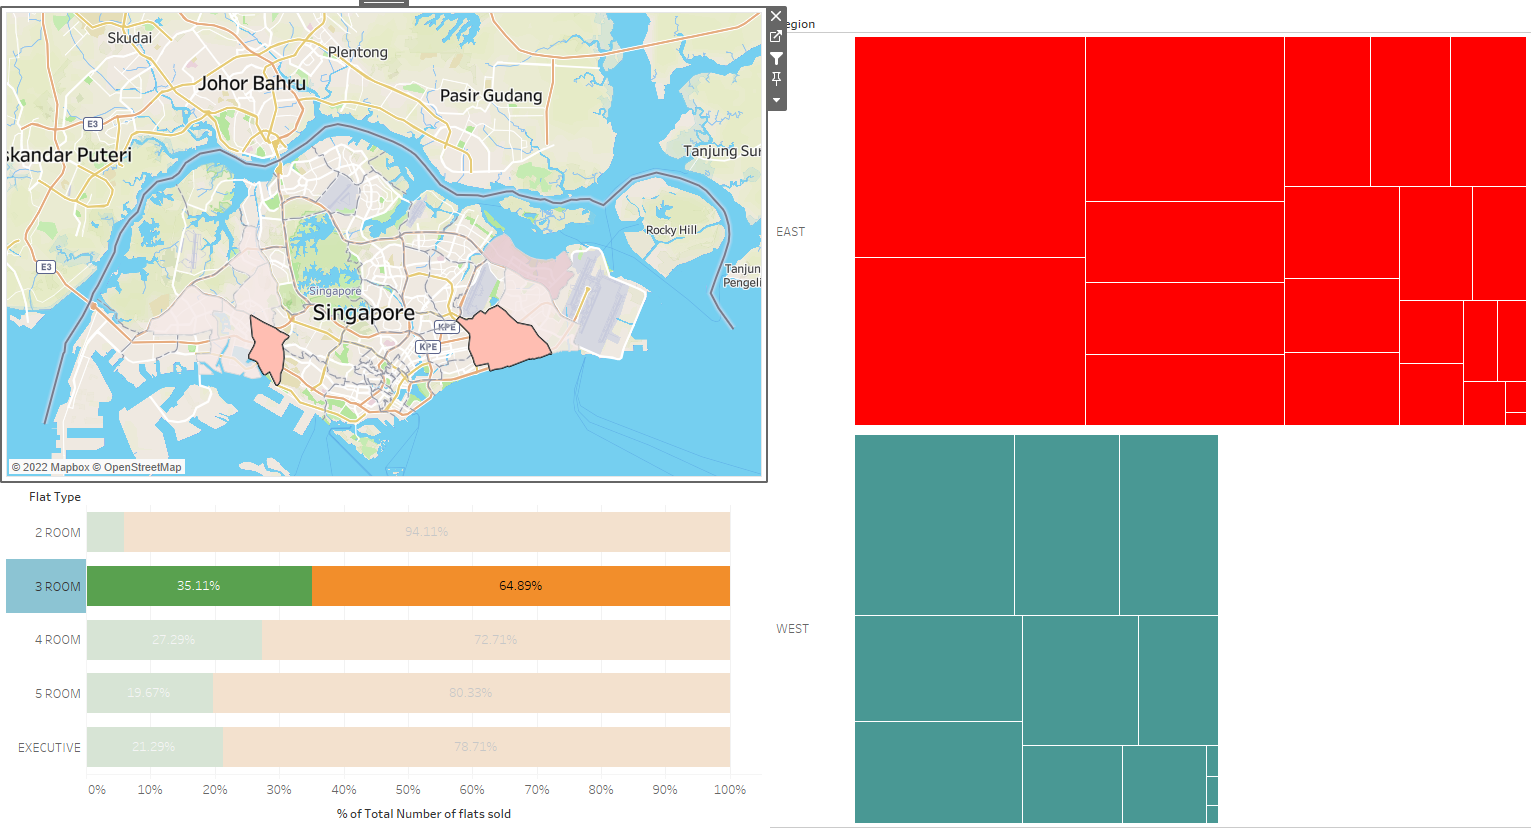 Skudai
Plentong
Johor Bahru
Pasir Gudang
E3
skandar Puteri
Tanjung Sur
Rocky Hill
E3
Tanjun
Pengeli
Singapore
Singapore
KPE
KPE
© 2022 Mapbox © OpenStreetMap
Flat Type
2 ROOM
94.11%
3 ROOM
35.11%
64.89%
4 ROOM
27.29%
72.71%
5 ROOM
19.67%
80.33%
EXECUTIVE
21.29%
78.71%
0%
10%
20%
30%
40%
50%
60%
70%
80%
90%
100%
% of Total Number of flats sold
egion
EAST
WEST